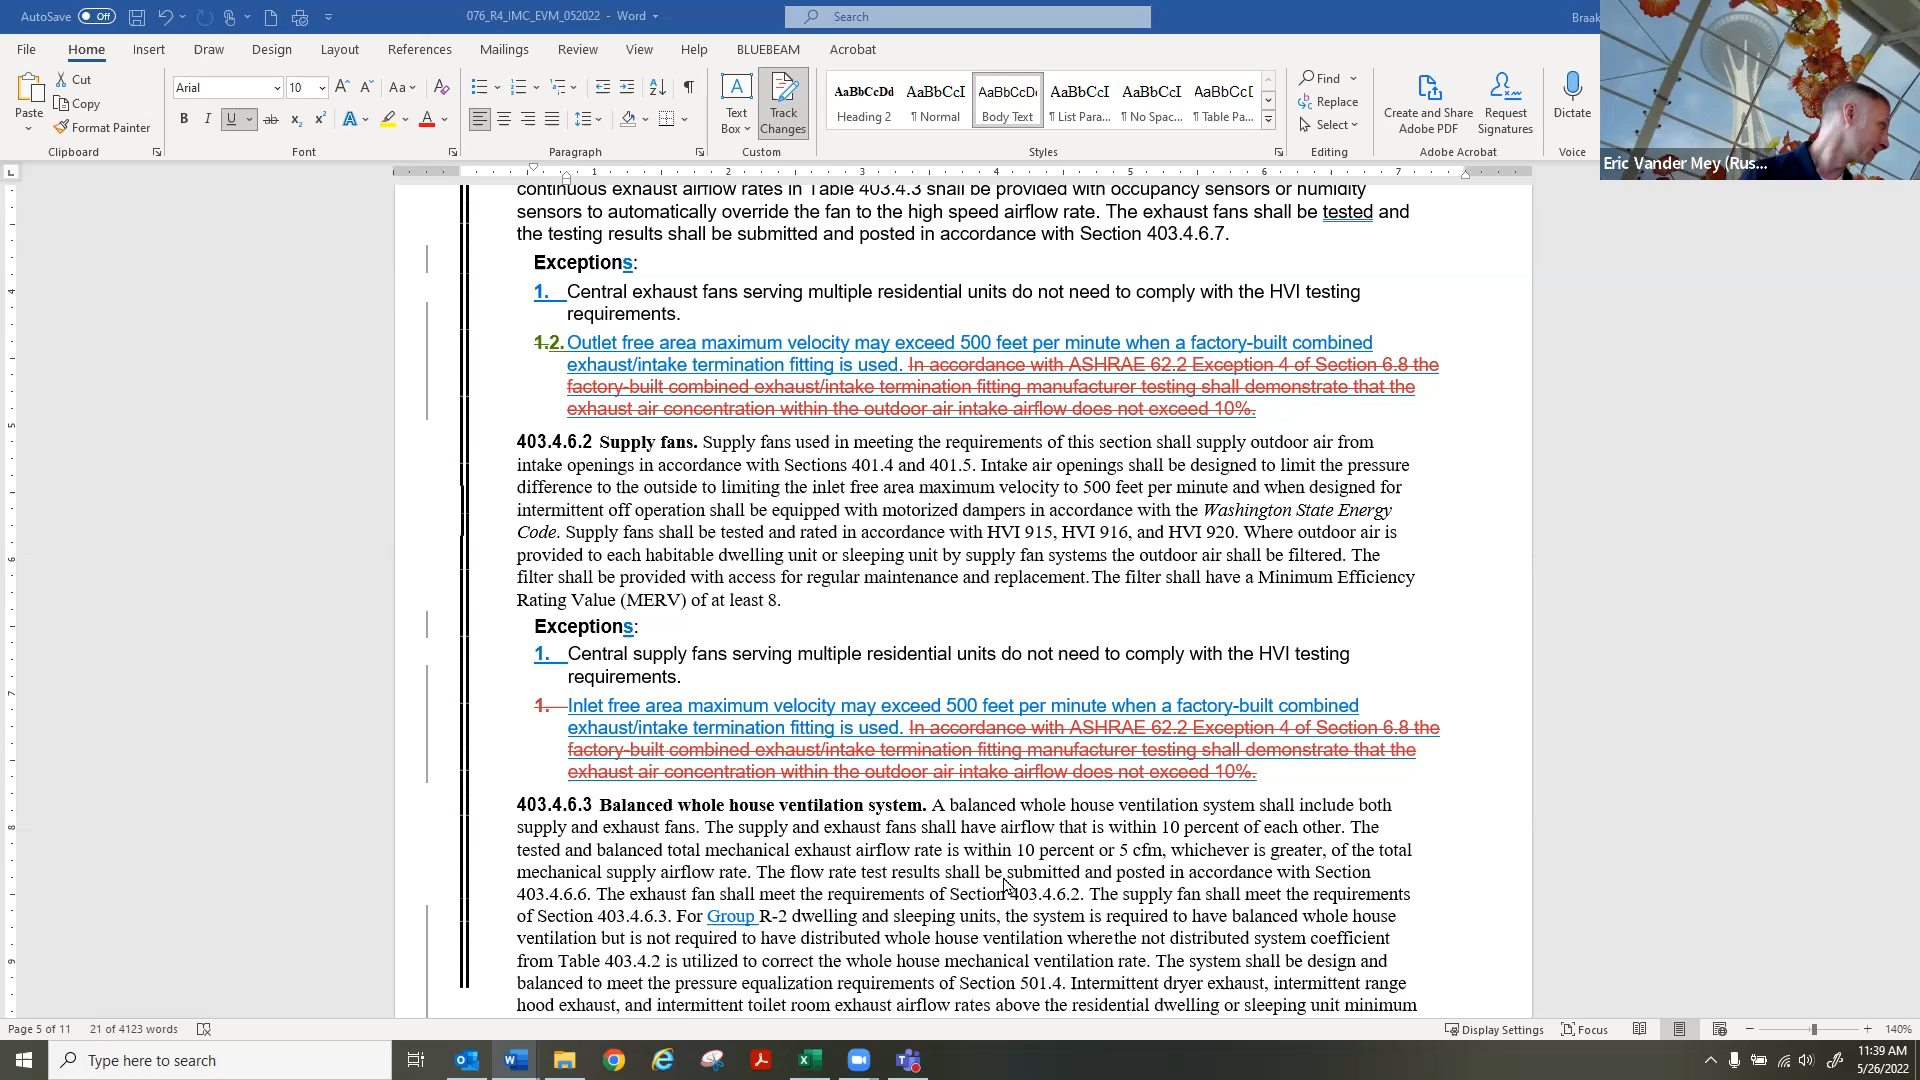 AutoSave Off 076_R4_IMC_EVM_052022 - Word Search Braak
File Home Insert Draw Design Layout References Mailings Review View Help BLUEBEAM Acrobat
Paste Cut Copy Format Painter
Arial 10 Aa
B I U ab x₂ x² A A
AaBbCcDd AaBbCcI AaBbCcDc AaBbCcI AaBbCcI AaBbCcI
Heading 2 ¶ Normal Body Text ¶ List Para... ¶ No Spac... ¶ Table Pa...
Text Box Track Changes
Find Replace Select
Create and Share Adobe PDF Request Signatures Dictate
Clipboard Font Paragraph Custom Styles Editing Adobe Acrobat Voice
Eric Vander Mey (Rus...
1 2 3 4 5 6 7
continuous exhaust airflow rates in Table 403.4.3 shall be provided with occupancy sensors or humidity
sensors to automatically override the fan to the high speed airflow rate. The exhaust fans shall be tested and
the testing results shall be submitted and posted in accordance with Section 403.4.6.7.
Exceptions:
1. Central exhaust fans serving multiple residential units do not need to comply with the HVI testing
requirements.
1.2. Outlet free area maximum velocity may exceed 500 feet per minute when a factory-built combined
exhaust/intake termination fitting is used. In accordance with ASHRAE 62.2 Exception 4 of Section 6.8 the
factory-built combined exhaust/intake termination fitting manufacturer testing shall demonstrate that the
exhaust air concentration within the outdoor air intake airflow does not exceed 10%.
403.4.6.2 Supply fans. Supply fans used in meeting the requirements of this section shall supply outdoor air from
intake openings in accordance with Sections 401.4 and 401.5. Intake air openings shall be designed to limit the pressure
difference to the outside to limiting the inlet free area maximum velocity to 500 feet per minute and when designed for
intermittent off operation shall be equipped with motorized dampers in accordance with the Washington State Energy
Code. Supply fans shall be tested and rated in accordance with HVI 915, HVI 916, and HVI 920. Where outdoor air is
provided to each habitable dwelling unit or sleeping unit by supply fan systems the outdoor air shall be filtered. The
filter shall be provided with access for regular maintenance and replacement. The filter shall have a Minimum Efficiency
Rating Value (MERV) of at least 8.
Exceptions:
1. Central supply fans serving multiple residential units do not need to comply with the HVI testing
requirements.
1. Inlet free area maximum velocity may exceed 500 feet per minute when a factory-built combined
exhaust/intake termination fitting is used. In accordance with ASHRAE 62.2 Exception 4 of Section 6.8 the
factory-built combined exhaust/intake termination fitting manufacturer testing shall demonstrate that the
exhaust air concentration within the outdoor air intake airflow does not exceed 10%.
403.4.6.3 Balanced whole house ventilation system. A balanced whole house ventilation system shall include both
supply and exhaust fans. The supply and exhaust fans shall have airflow that is within 10 percent of each other. The
tested and balanced total mechanical exhaust airflow rate is within 10 percent or 5 cfm, whichever is greater, of the total
mechanical supply airflow rate. The flow rate test results shall be submitted and posted in accordance with Section
403.4.6.6. The exhaust fan shall meet the requirements of Section 403.4.6.2. The supply fan shall meet the requirements
of Section 403.4.6.3. For Group R-2 dwelling and sleeping units, the system is required to have balanced whole house
ventilation but is not required to have distributed whole house ventilation where the not distributed system coefficient
from Table 403.4.2 is utilized to correct the whole house mechanical ventilation rate. The system shall be design and
balanced to meet the pressure equalization requirements of Section 501.4. Intermittent dryer exhaust, intermittent range
hood exhaust, and intermittent toilet room exhaust airflow rates above the residential dwelling or sleeping unit minimum
Page 5 of 11 21 of 4123 words Display Settings Focus 140%
Type here to search 11:39 AM
5/26/2022